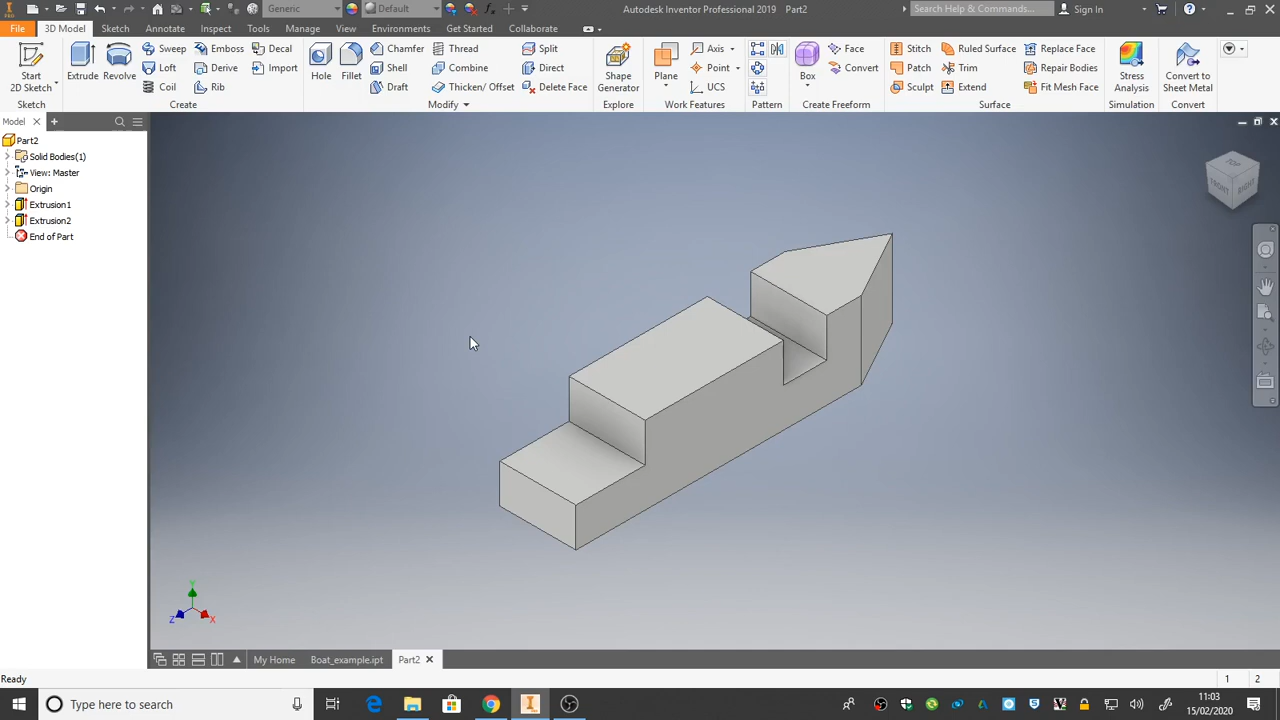 Generic
Default
Autodesk Inventor Professional 2019 Part2
Search Help & Commands...
Sign In
File 3D Model Sketch Annotate Inspect Tools Manage View Environments Get Started Collaborate
Start
2D Sketch
Sketch
Extrude
Revolve
Sweep
Loft
Coil
Emboss
Derive
Rib
Decal
Import
Create
Hole
Fillet
Chamfer
Shell
Draft
Thread
Combine
Thicken/ Offset
Split
Direct
Delete Face
Modify
Shape
Generator
Explore
Plane
Axis
Point
UCS
Work Features
Pattern
Box
Face
Convert
Create Freeform
Stitch
Patch
Sculpt
Ruled Surface
Trim
Extend
Replace Face
Repair Bodies
Fit Mesh Face
Surface
Stress
Analysis
Simulation
Convert to
Sheet Metal
Convert
Model
Part2
Solid Bodies(1)
View: Master
Origin
Extrusion1
Extrusion2
End of Part
TOP
FRONT
RIGHT
Y
Z
X
My Home Boat_example.ipt Part2
Ready
1 2
Type here to search
11:03
15/02/2020